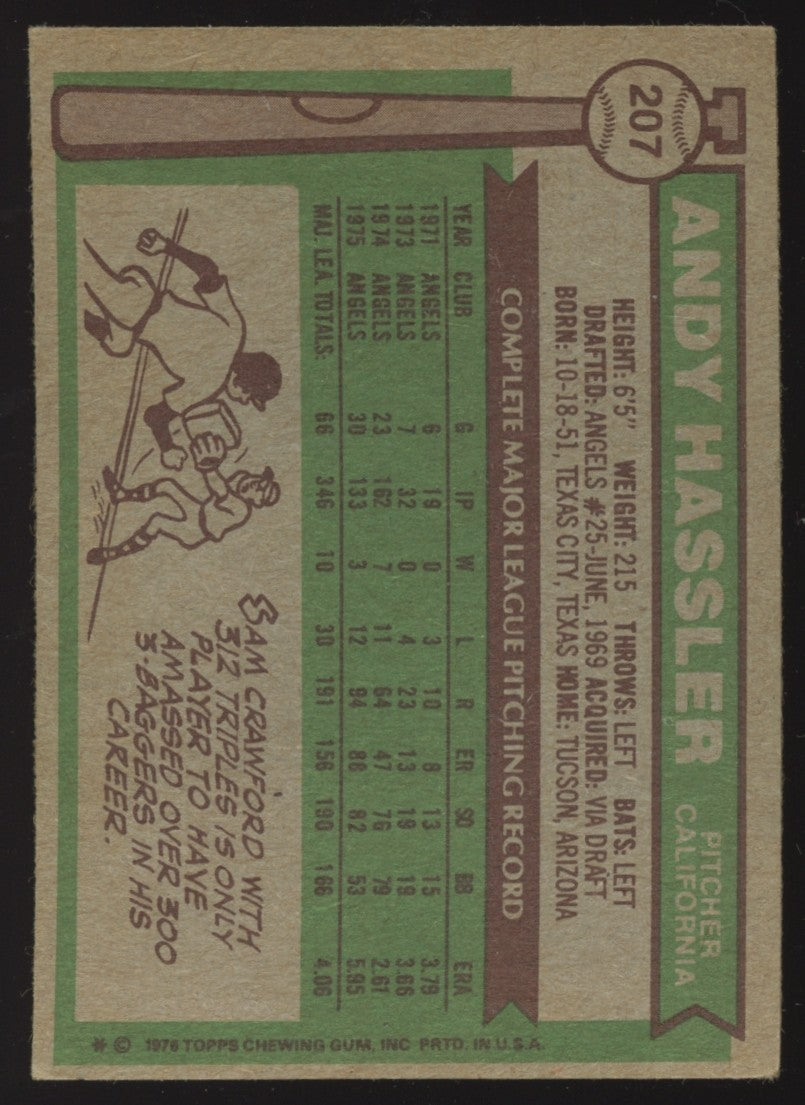 207
ANDY HASSLER
PITCHER
CALIFORNIA
HEIGHT: 6'5" WEIGHT: 215 THROWS: LEFT BATS: LEFT
DRAFTED: ANGELS #25-JUNE, 1969 ACQUIRED: VIA DRAFT
BORN: 10-18-51, TEXAS CITY, TEXAS HOME: TUCSON, ARIZONA
COMPLETE MAJOR LEAGUE PITCHING RECORD
YEAR CLUB G IP W L R ER SO BB ERA
1971 ANGELS 6 19 0 3 10 8 13 15 3.79
1973 ANGELS 7 32 0 4 23 13 19 19 3.66
1974 ANGELS 23 162 7 11 64 47 76 79 2.61
1975 ANGELS 30 133 3 12 94 88 82 53 5.95
MAJ. LEA. TOTALS: 66 346 10 30 191 156 190 166 4.06
SAM CRAWFORD WITH
312 TRIPLES IS ONLY
PLAYER TO HAVE
AMASSED OVER 300
3-BAGGERS IN HIS
CAREER.
* © 1976 TOPPS CHEWING GUM, INC PRTD. IN U.S.A.